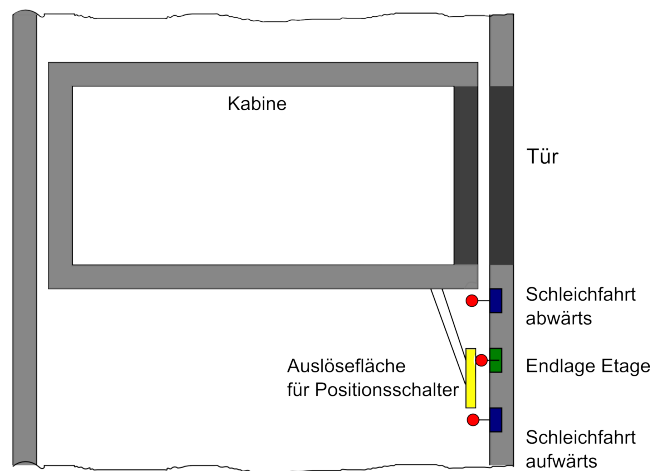 Kabine
Tür
Schleichfahrt
abwärts
Auslösefläche
für Positionsschalter
Endlage Etage
Schleichfahrt
aufwärts